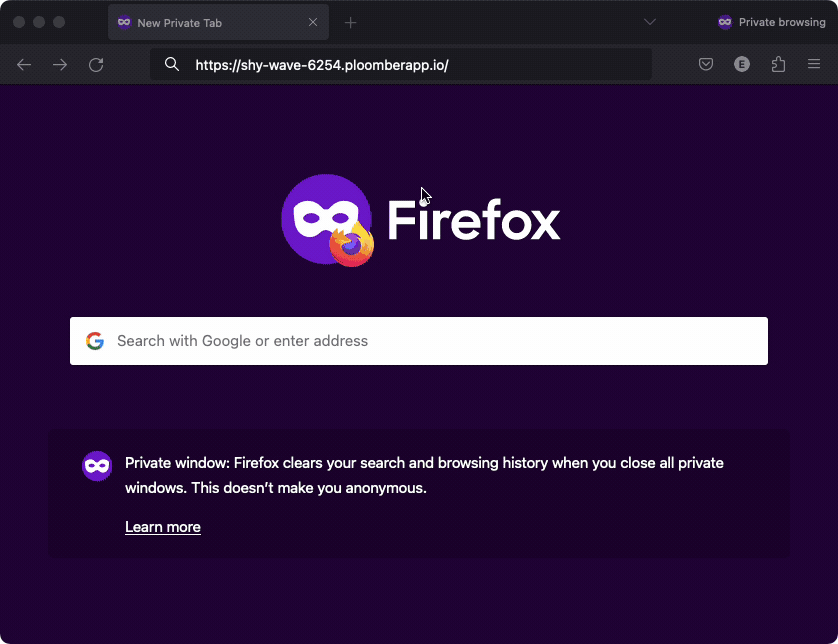 New Private Tab
Private browsing
https://shy-wave-6254.ploomberapp.io/
E
Firefox
Search with Google or enter address
Private window: Firefox clears your search and browsing history when you close all private
windows. This doesn’t make you anonymous.
Learn more